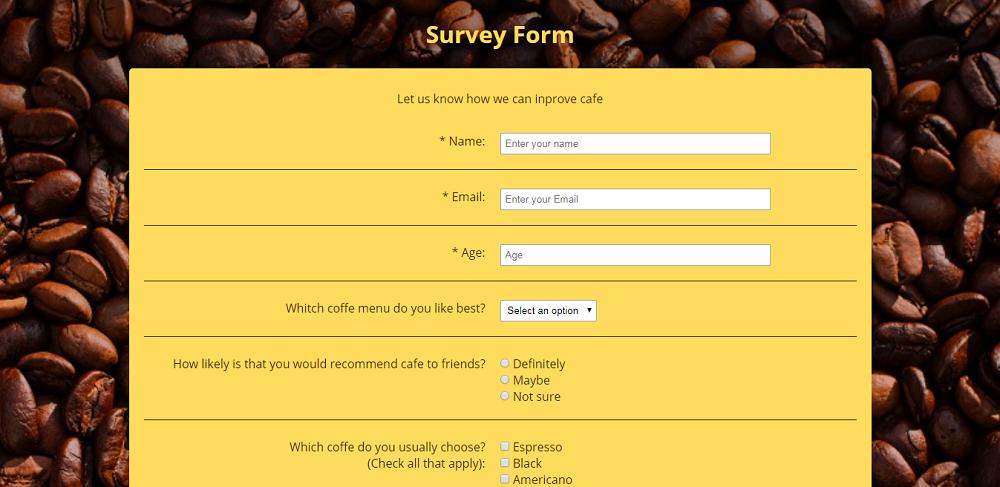 Survey Form
Let us know how we can inprove cafe
* Name: Enter your name
* Email: Enter your Email
* Age: Age
Whitch coffe menu do you like best? Select an option
How likely is that you would recommend cafe to friends? Definitely
Maybe
Not sure
Which coffe do you usually choose? Espresso
(Check all that apply): Black
Americano